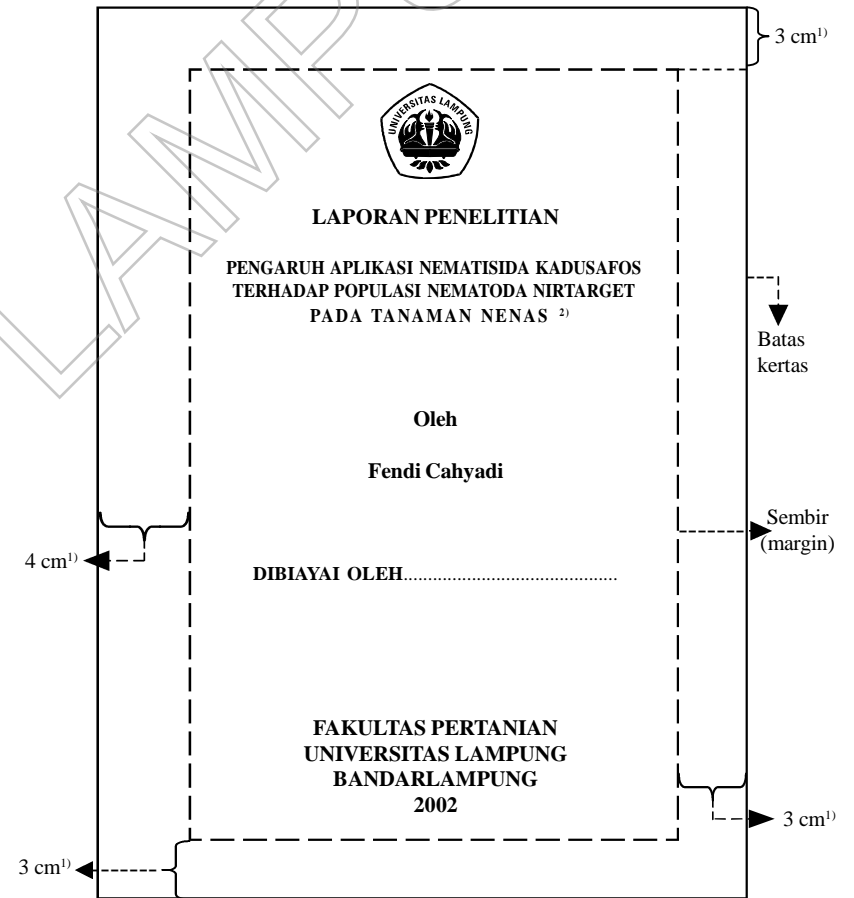 3 cm¹⁾
UNIVERSITAS LAMPUNG
LAPORAN PENELITIAN
PENGARUH APLIKASI NEMATISIDA KADUSAFOS
TERHADAP POPULASI NEMATODA NIRTARGET
PADA TANAMAN NENAS ²⁾
Batas
kertas
Oleh
Fendi Cahyadi
Sembir
(margin)
4 cm¹⁾
DIBIAYAI OLEH............................................
FAKULTAS PERTANIAN
UNIVERSITAS LAMPUNG
BANDARLAMPUNG
2002
3 cm¹⁾
3 cm¹⁾
LAMPU